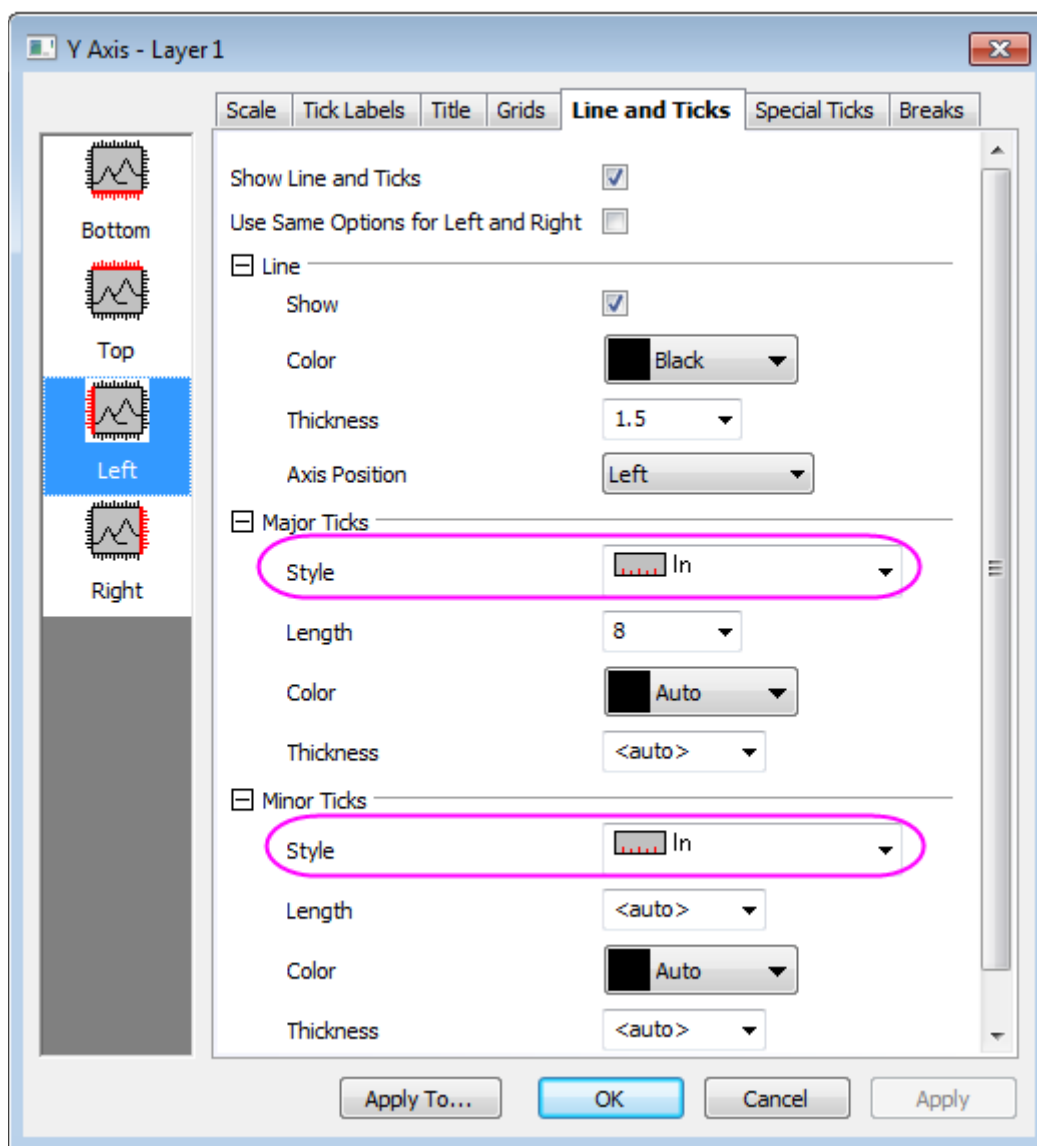 Y Axis - Layer 1
Scale Tick Labels Title Grids Line and Ticks Special Ticks Breaks
Bottom
Top
Left
Right
Show Line and Ticks
Use Same Options for Left and Right
Line
Show
Color Black
Thickness 1.5
Axis Position Left
Major Ticks
Style In
Length 8
Color Auto
Thickness <auto>
Minor Ticks
Style In
Length <auto>
Color Auto
Thickness <auto>
Apply To... OK Cancel Apply